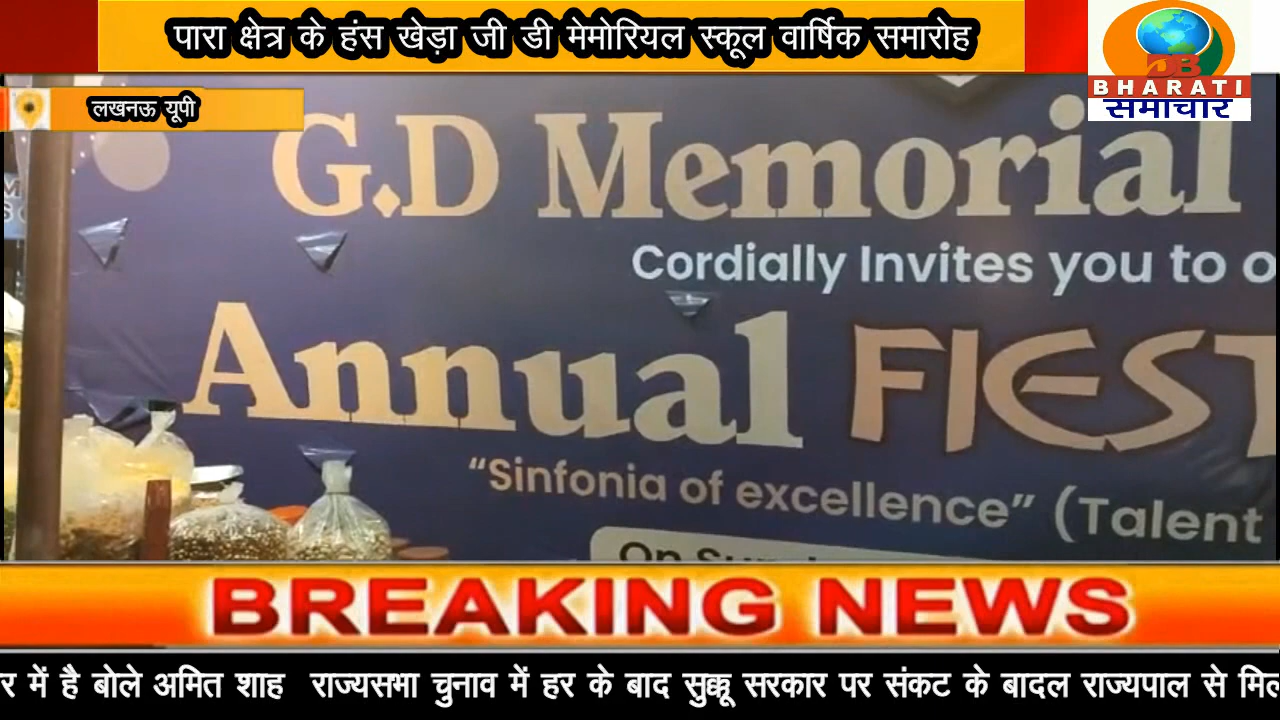 पारा क्षेत्र के हंस खेड़ा जी डी मेमोरियल स्कूल वार्षिक समारोह
BHARATI
समाचार
लखनऊ यूपी
G.D Memorial
Cordially Invites you to o
Annual FIEST
“Sinfonia of excellence” (Talent
On
BREAKING NEWS
र में है बोले अमित शाह राज्यसभा चुनाव में हर के बाद सुक्कू सरकार पर संकट के बादल राज्यपाल से मिल